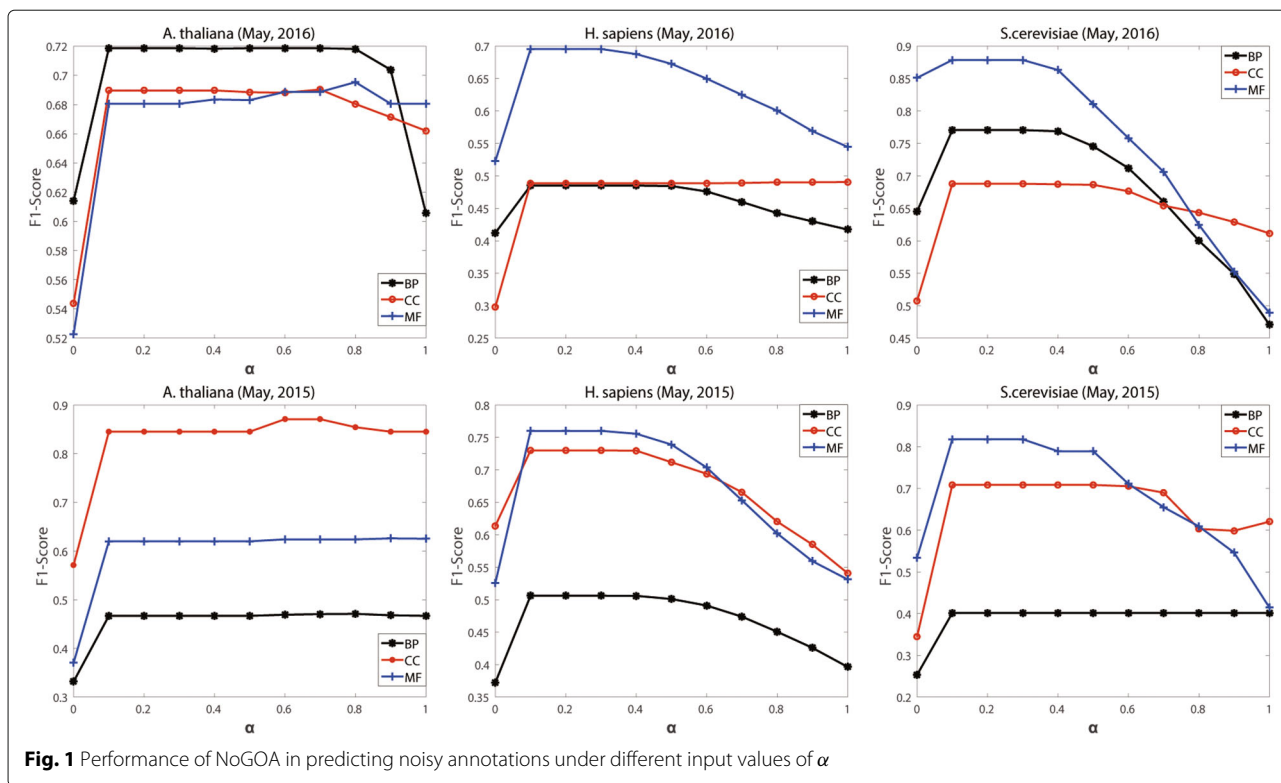 A. thaliana (May, 2016)
F1-Score
0.72
0.7
0.68
0.66
0.64
0.62
0.6
0.58
0.56
0.54
0.52
0 0.2 0.4 0.6 0.8 1
α
BP
CC
MF
H. sapiens (May, 2016)
F1-Score
0.7
0.65
0.6
0.55
0.5
0.45
0.4
0.35
0.3
0.25
0 0.2 0.4 0.6 0.8 1
α
BP
CC
MF
S.cerevisiae (May, 2016)
F1-Score
0.9
0.85
0.8
0.75
0.7
0.65
0.6
0.55
0.5
0.45
0 0.2 0.4 0.6 0.8 1
α
BP
CC
MF
A. thaliana (May, 2015)
F1-Score
0.9
0.8
0.7
0.6
0.5
0.4
0.3
0 0.2 0.4 0.6 0.8 1
α
BP
CC
MF
H. sapiens (May, 2015)
F1-Score
0.8
0.75
0.7
0.65
0.6
0.55
0.5
0.45
0.4
0.35
0 0.2 0.4 0.6 0.8 1
α
BP
CC
MF
S.cerevisiae (May, 2015)
F1-Score
0.9
0.8
0.7
0.6
0.5
0.4
0.3
0.2
0 0.2 0.4 0.6 0.8 1
α
BP
CC
MF
Fig. 1 Performance of NoGOA in predicting noisy annotations under different input values of α